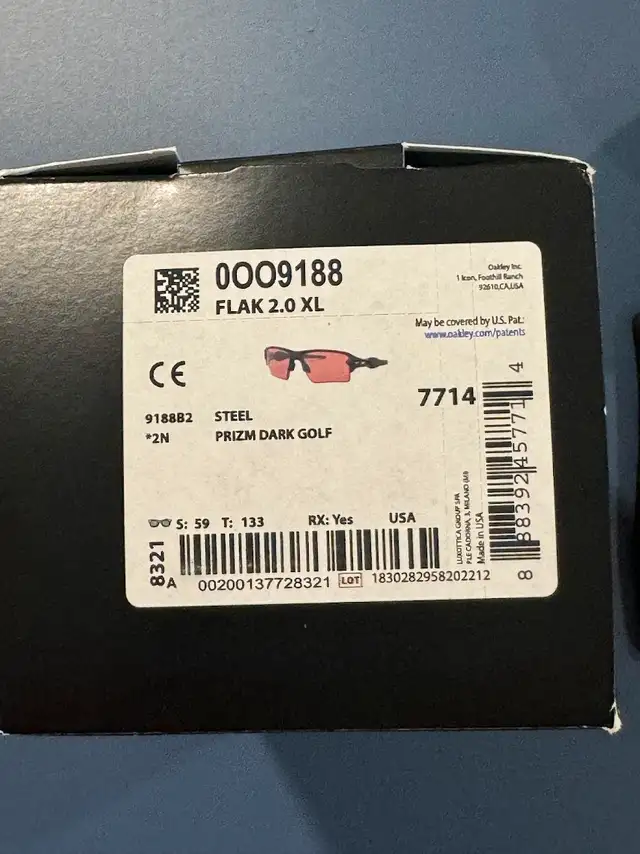 0OO9188
FLAK 2.0 XL
Oakley Inc.
1 Icon, Foothill Ranch
92610,CA,USA
May be covered by U.S. Pat.:
www.oakley.com/patents
CE
7714
9188B2 STEEL
*2N PRIZM DARK GOLF
S: 59 T: 133 RX: Yes USA
8321
A
00200137728321 LOT 1830282958202212
LUXOTTICA GROUP SPA
P.LE CADORNA, 3, MILANO (MI)
Made in USA
8 88392 45771 4